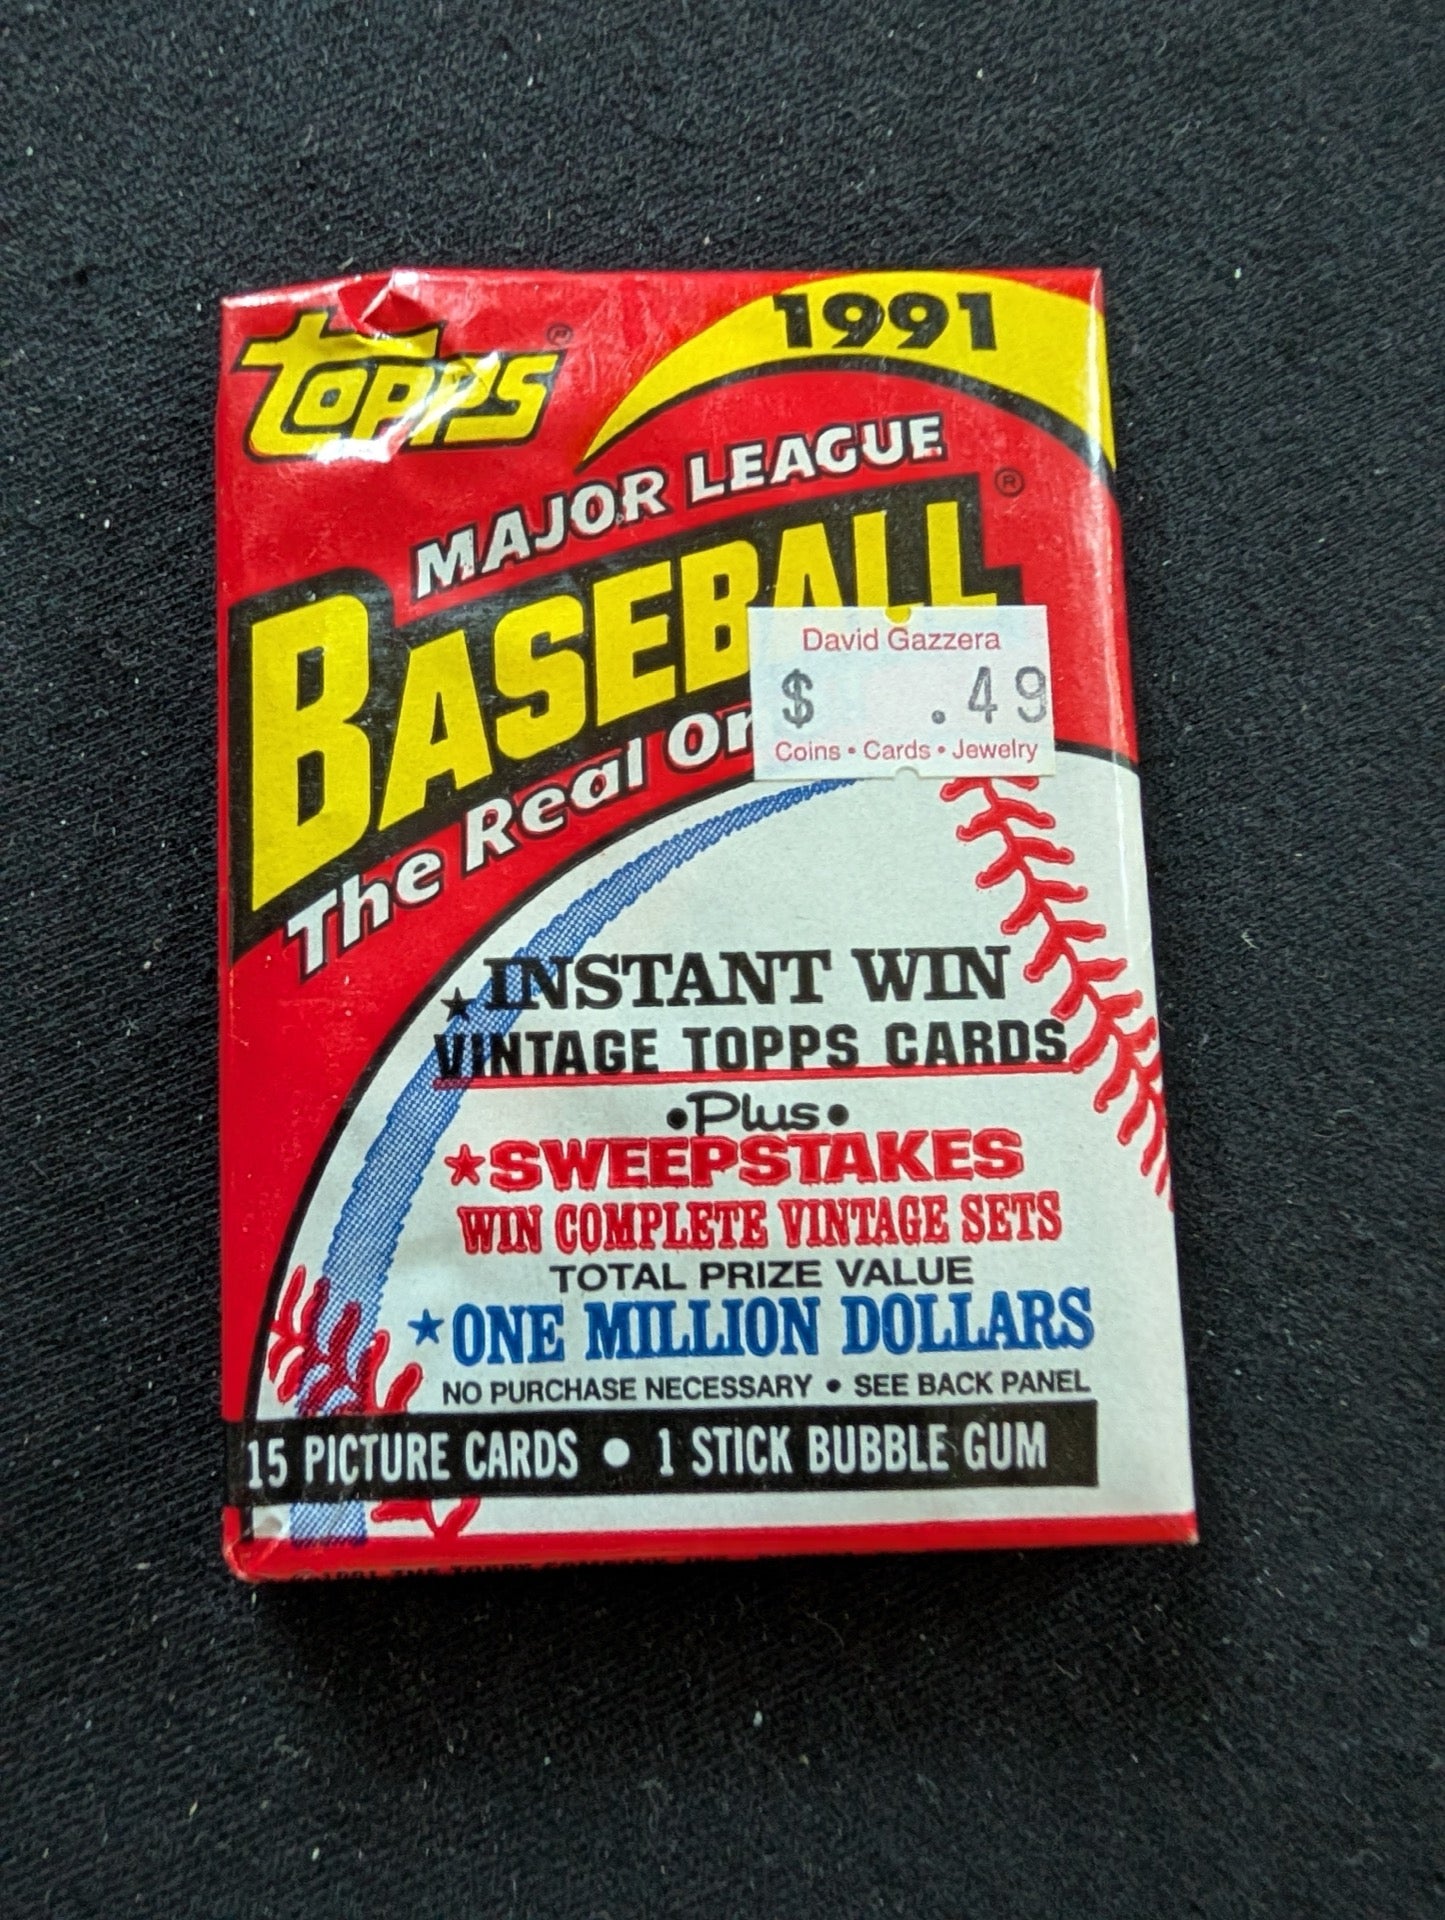 Topps®
1991
MAJOR LEAGUE
BASEBALL®
The Real
David Gazzera
$ .49
Coins • Cards • Jewelry
★INSTANT WIN
VINTAGE TOPPS CARDS
•Plus•
★SWEEPSTAKES
WIN COMPLETE VINTAGE SETS
TOTAL PRIZE VALUE
★ONE MILLION DOLLARS
NO PURCHASE NECESSARY • SEE BACK PANEL
15 PICTURE CARDS • 1 STICK BUBBLE GUM